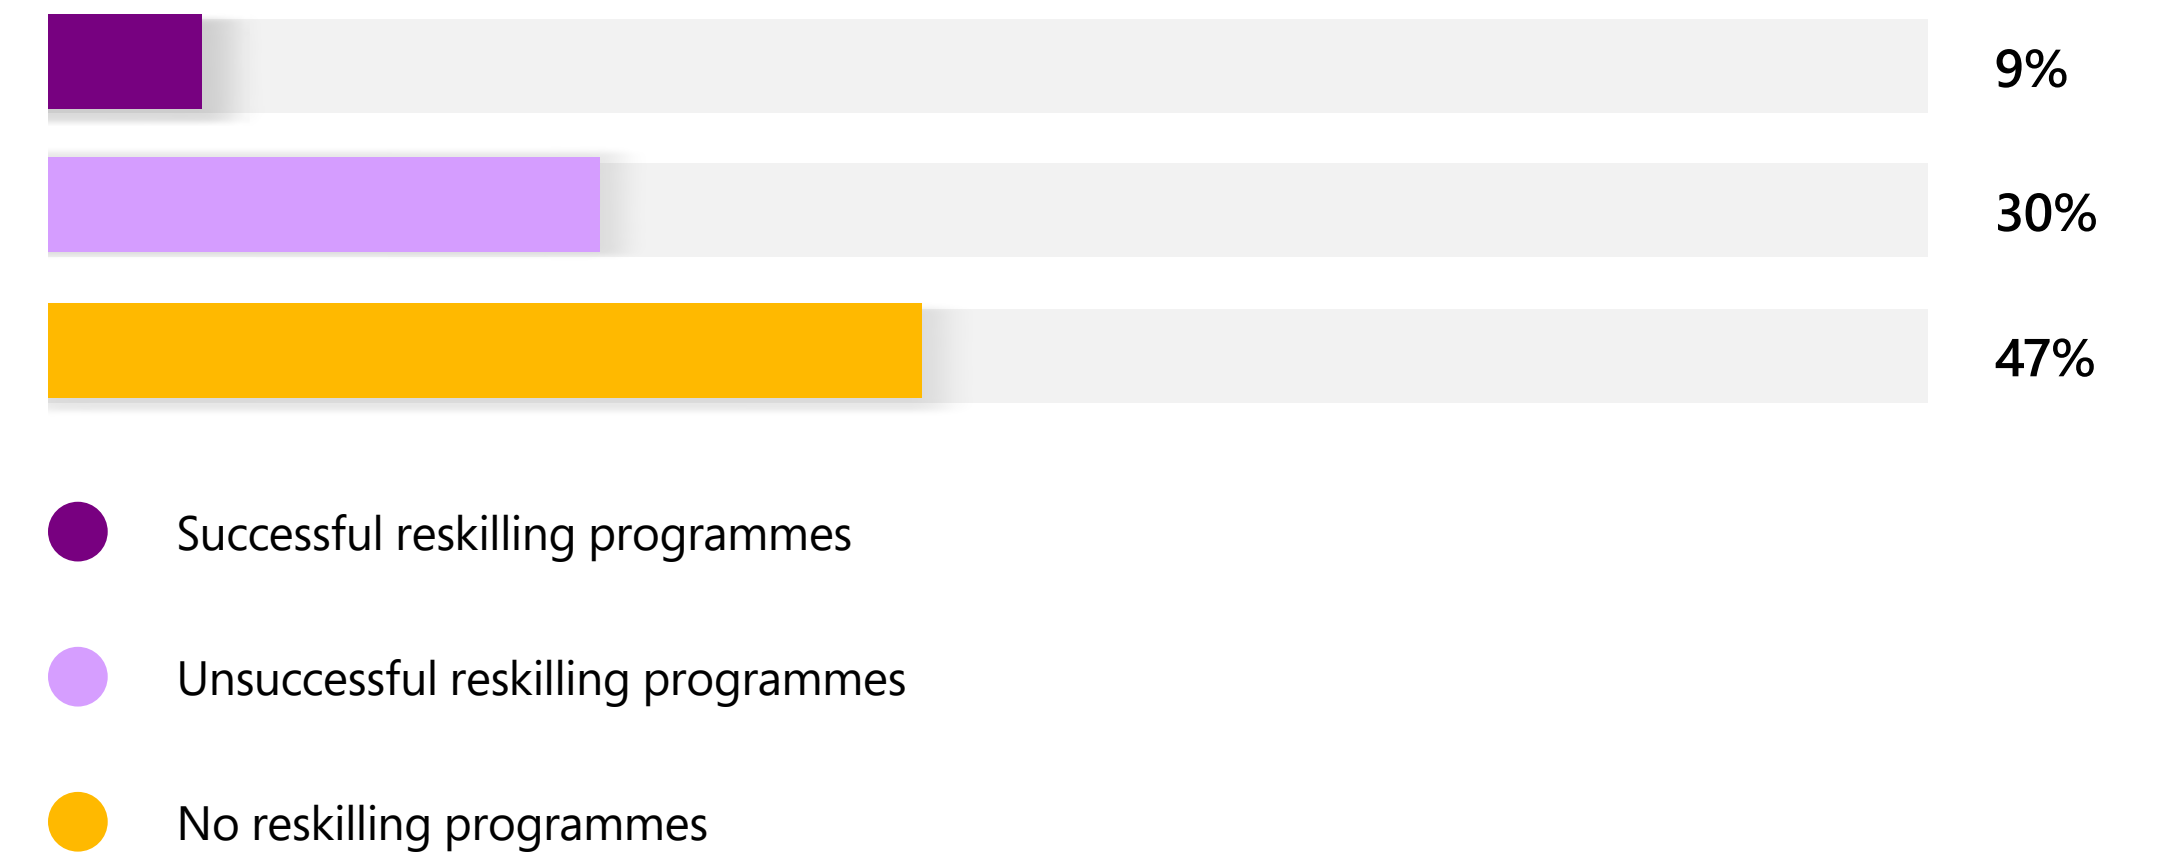 9%
30%
47%
Successful reskilling programmes
Unsuccessful reskilling programmes
No reskilling programmes